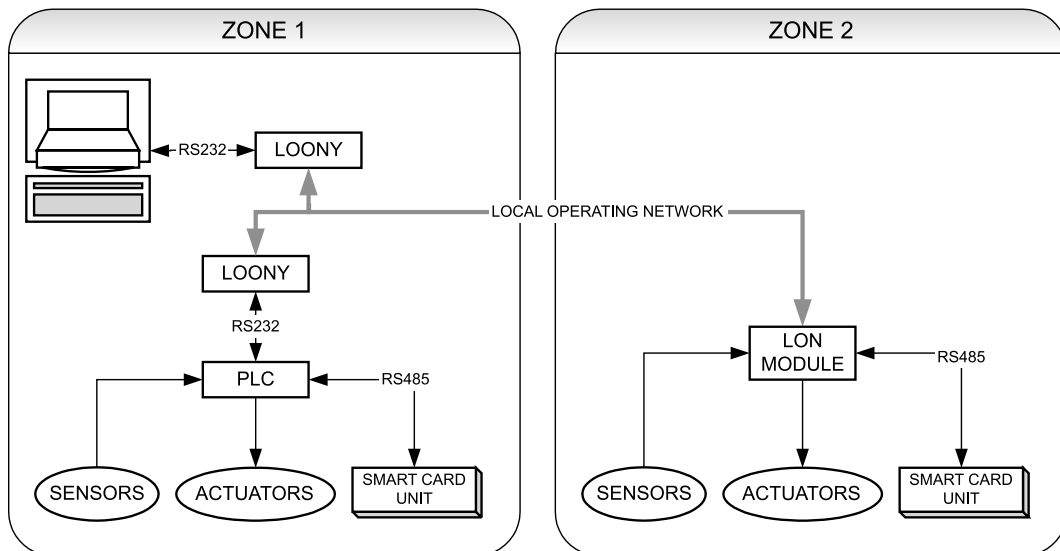 ZONE 1
ZONE 2
RS232
LOONY
LOCAL OPERATING NETWORK
LOONY
RS232
PLC
RS485
SENSORS
ACTUATORS
SMART CARD
UNIT
LON
MODULE
RS485
SENSORS
ACTUATORS
SMART CARD
UNIT